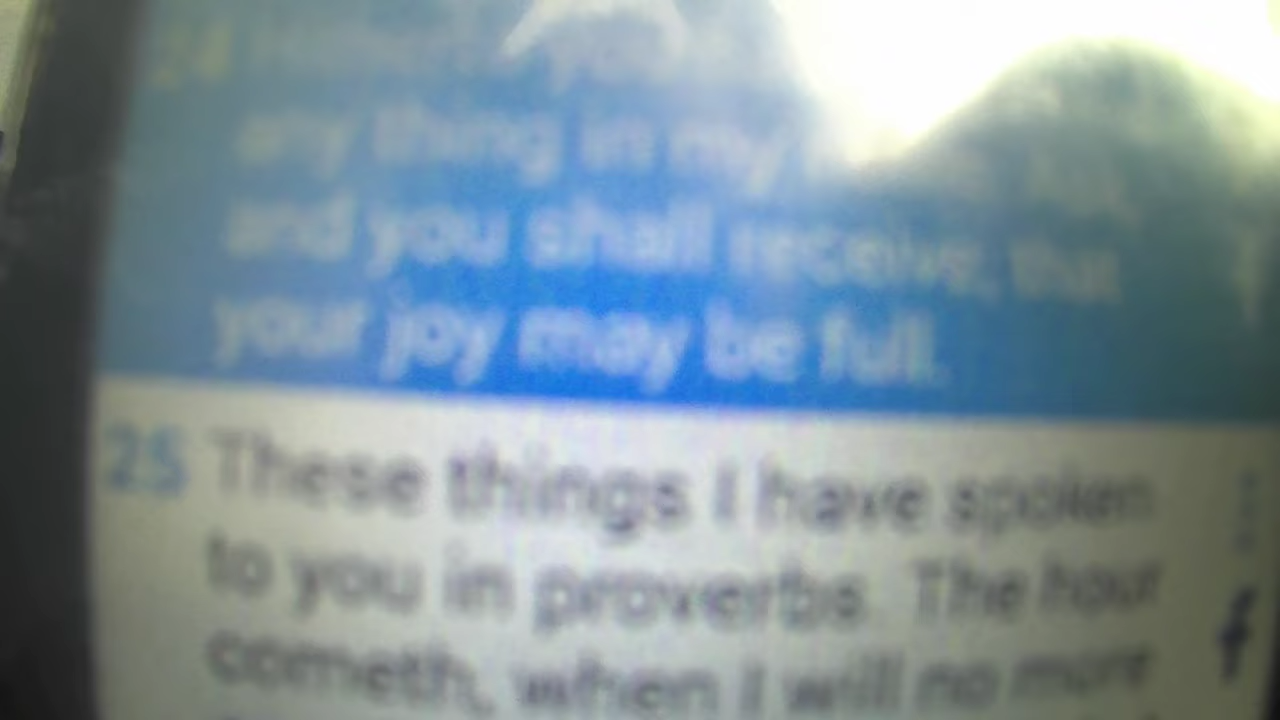 24
any thing in my
and you shall receive; that
your joy may be full.
25 These things I have spoken
to you in proverbs. The hour
cometh, when I will no more
f